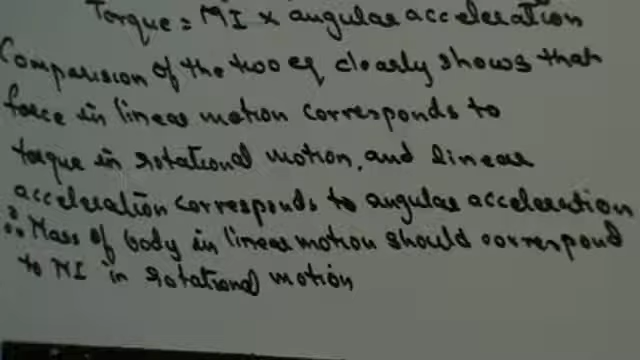 Torque = MI x angular acceleration
Comparision of the two eq clearly shows that
force in linear motion corresponds to
torque in rotational motion, and linear
acceleration corresponds to angular acceleration
∴ Mass of body in linear motion should correspond
to MI in rotational motion